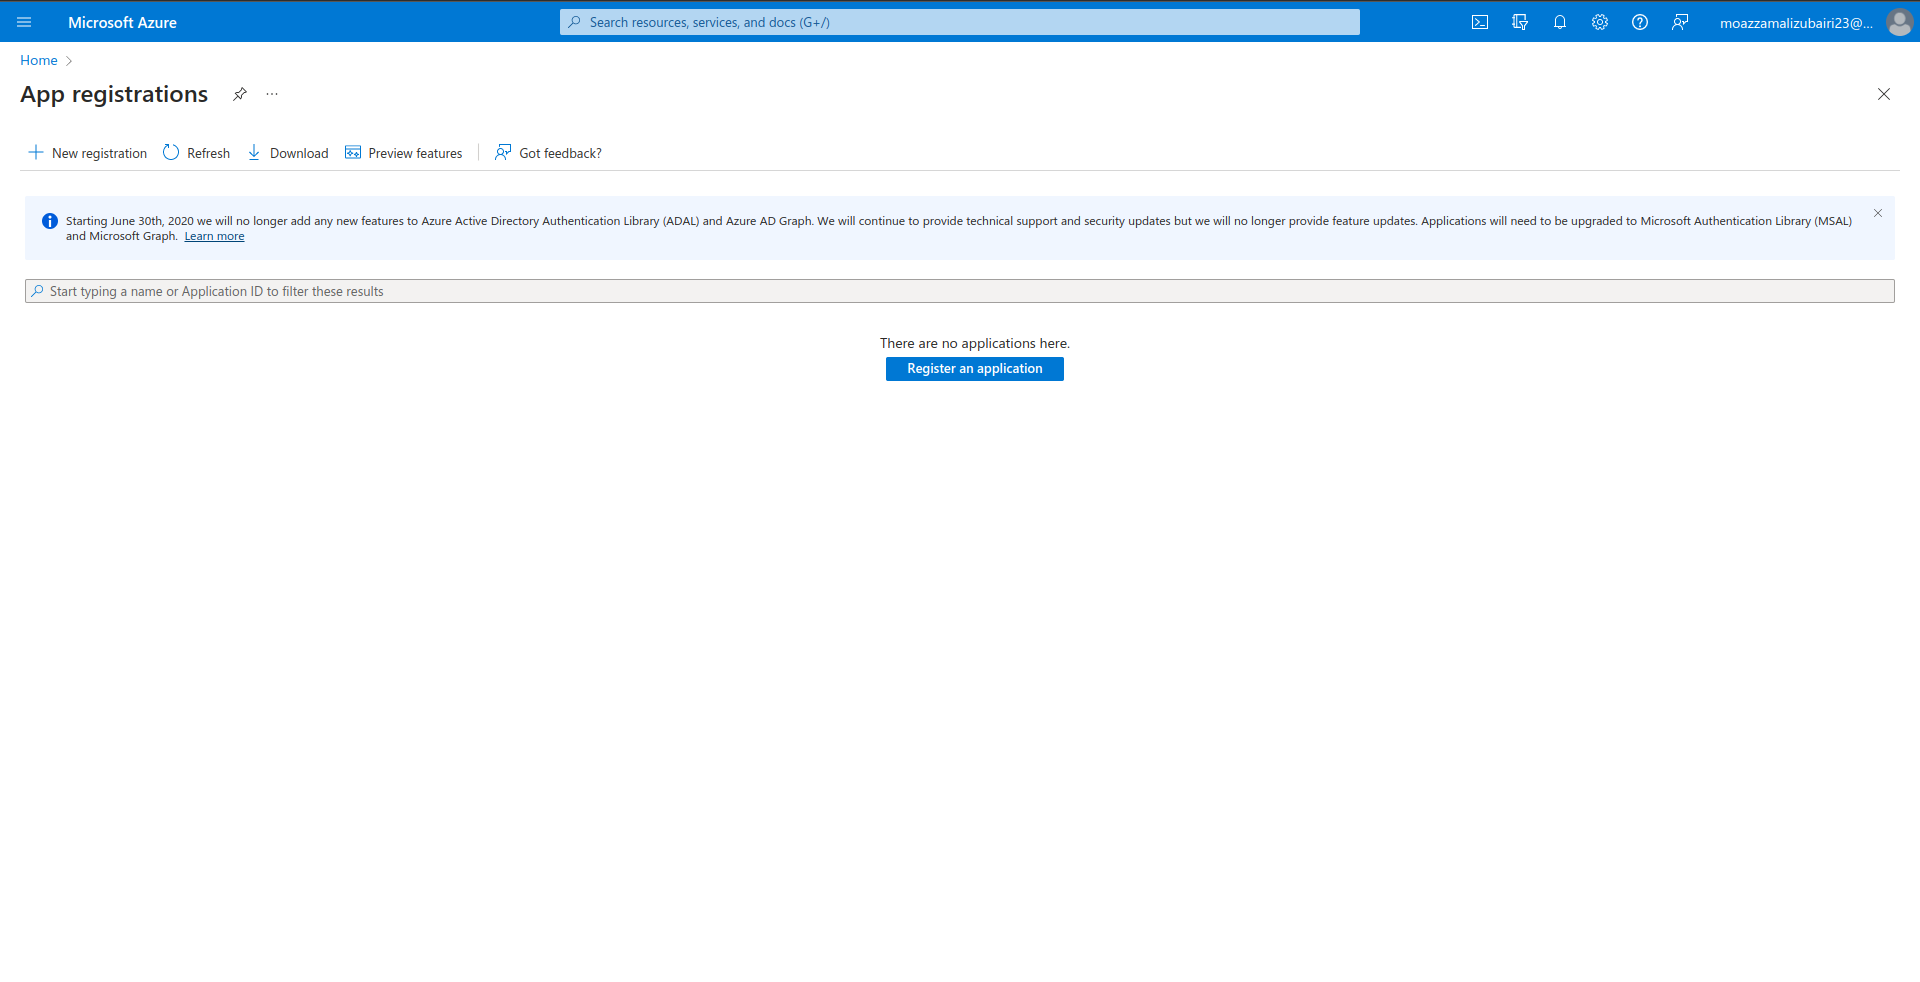 Microsoft Azure
Search resources, services, and docs (G+/)
moazzamalizubairi23@...
Home
App registrations
New registration
Refresh
Download
Preview features
Got feedback?
Starting June 30th, 2020 we will no longer add any new features to Azure Active Directory Authentication Library (ADAL) and Azure AD Graph. We will continue to provide technical support and security updates but we will no longer provide feature updates. Applications will need to be upgraded to Microsoft Authentication Library (MSAL)
and Microsoft Graph. Learn more
Start typing a name or Application ID to filter these results
There are no applications here.
Register an application